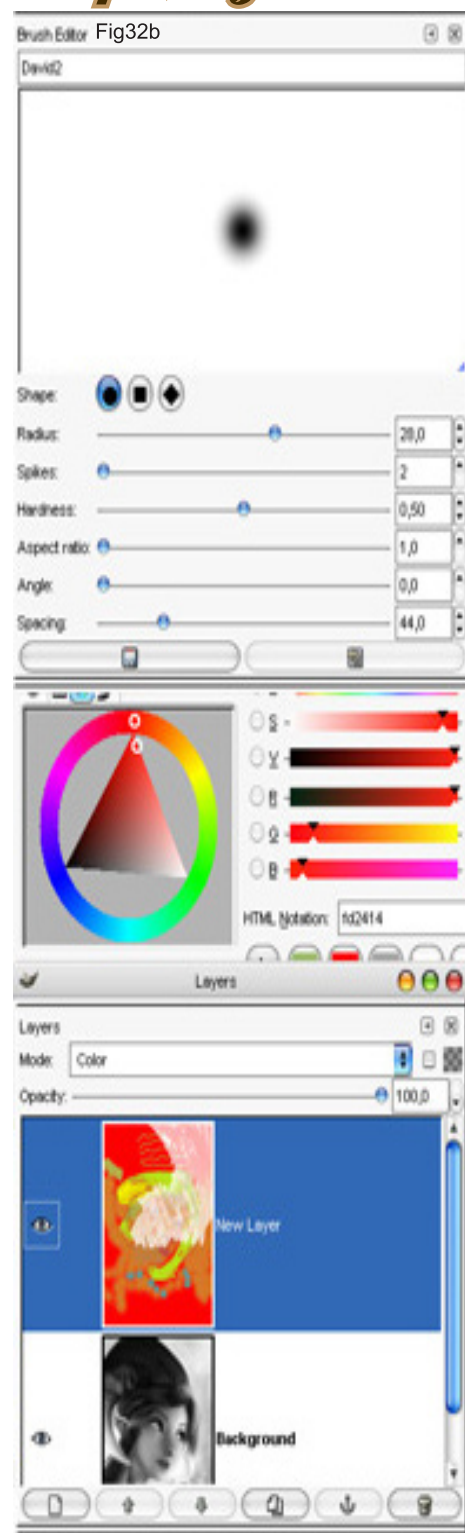 Brush Editor Fig32b
David2
Shape:
Radius: 28,0
Spikes: 2
Hardness: 0,50
Aspect ratio: 1,0
Angle: 0,0
Spacing: 44,0
S
V
R
G
B
HTML Notation: fd2414
Layers
Layers
Mode: Color
Opacity: 100,0
New Layer
Background